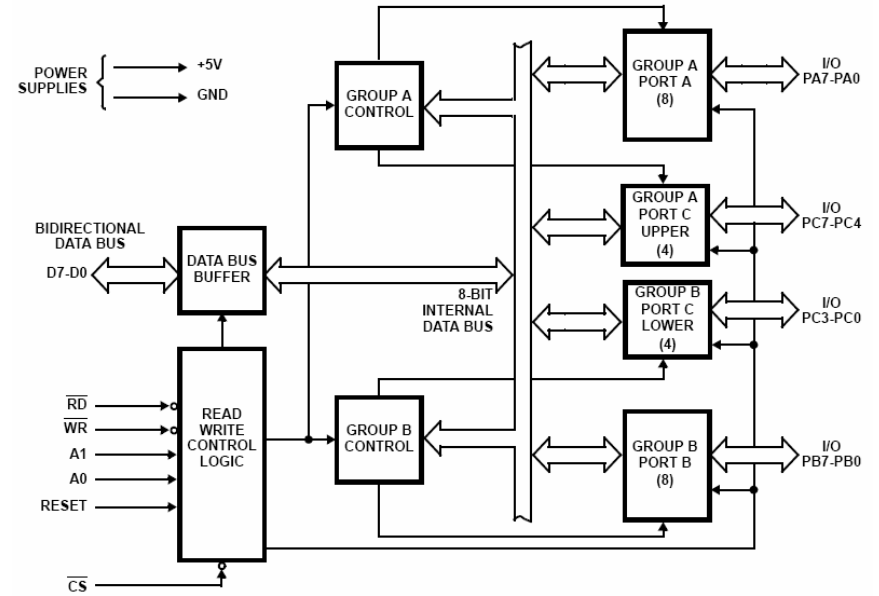 POWER
SUPPLIES
+5V
GND
GROUP A
CONTROL
GROUP A
PORT A
(8)
I/O
PA7-PA0
GROUP A
PORT C
UPPER
(4)
I/O
PC7-PC4
BIDIRECTIONAL
DATA BUS
D7-D0
DATA BUS
BUFFER
8-BIT
INTERNAL
DATA BUS
GROUP B
PORT C
LOWER
(4)
I/O
PC3-PC0
RD
WR
A1
A0
RESET
CS
READ
WRITE
CONTROL
LOGIC
GROUP B
CONTROL
GROUP B
PORT B
(8)
I/O
PB7-PB0